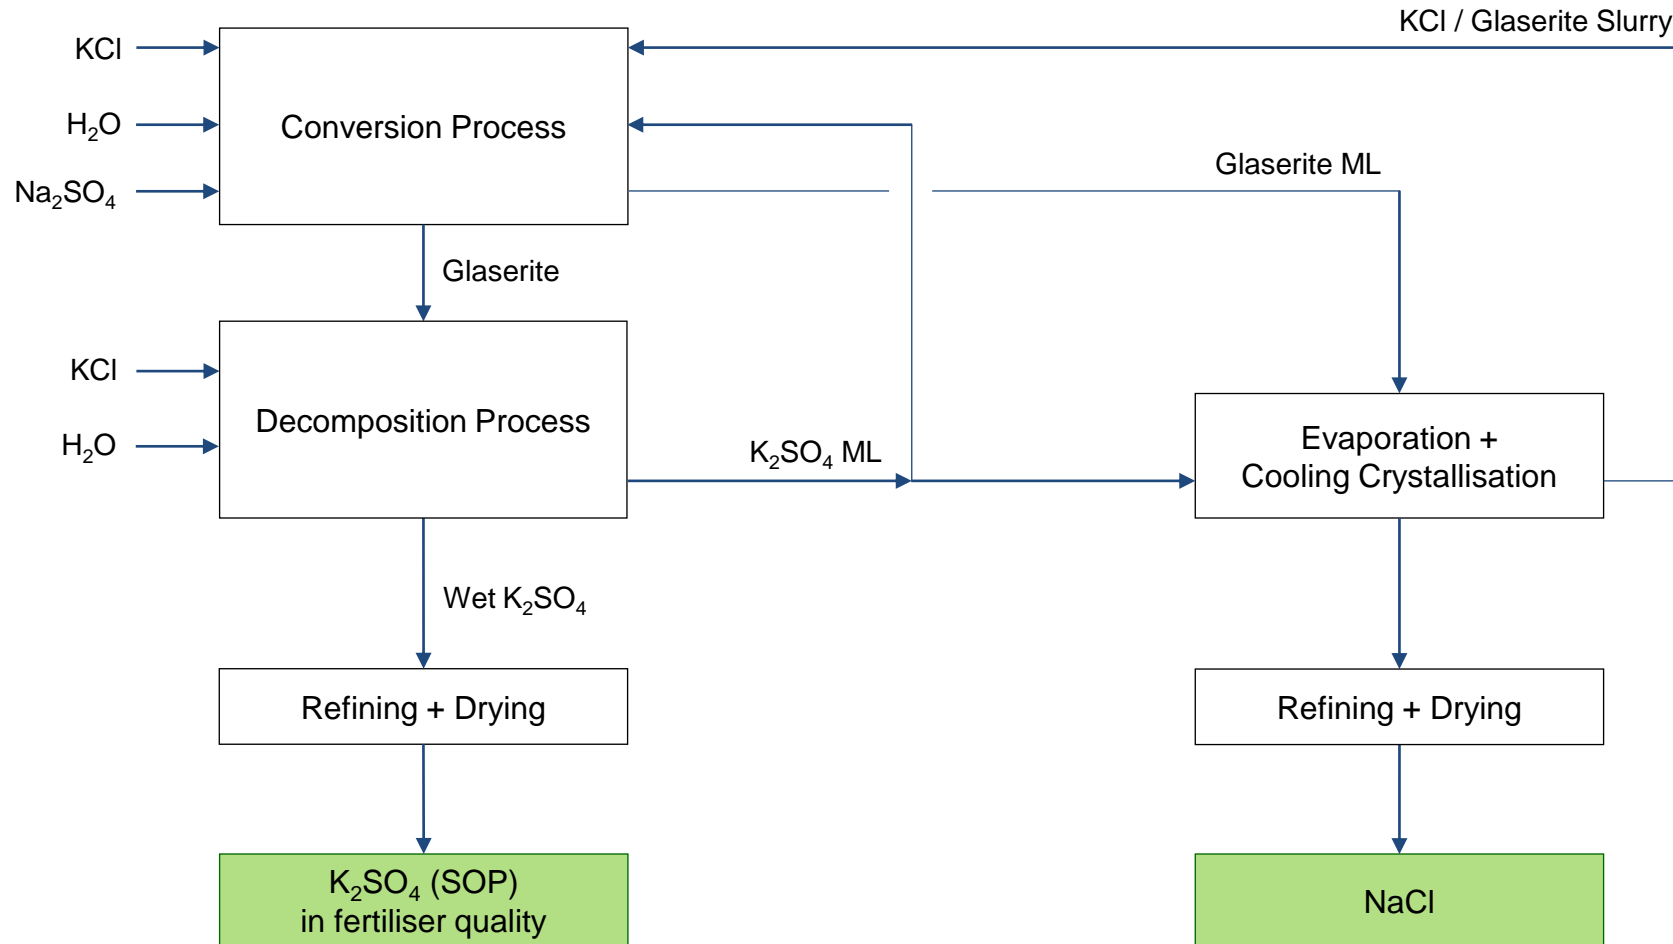 KCl / Glaserite Slurry
KCl
H₂O
Conversion Process
Na₂SO₄
Glaserite ML
Glaserite
KCl
H₂O
Decomposition Process
K₂SO₄ ML
Evaporation +
Cooling Crystallisation
Wet K₂SO₄
Refining + Drying
Refining + Drying
K₂SO₄ (SOP)
in fertiliser quality
NaCl